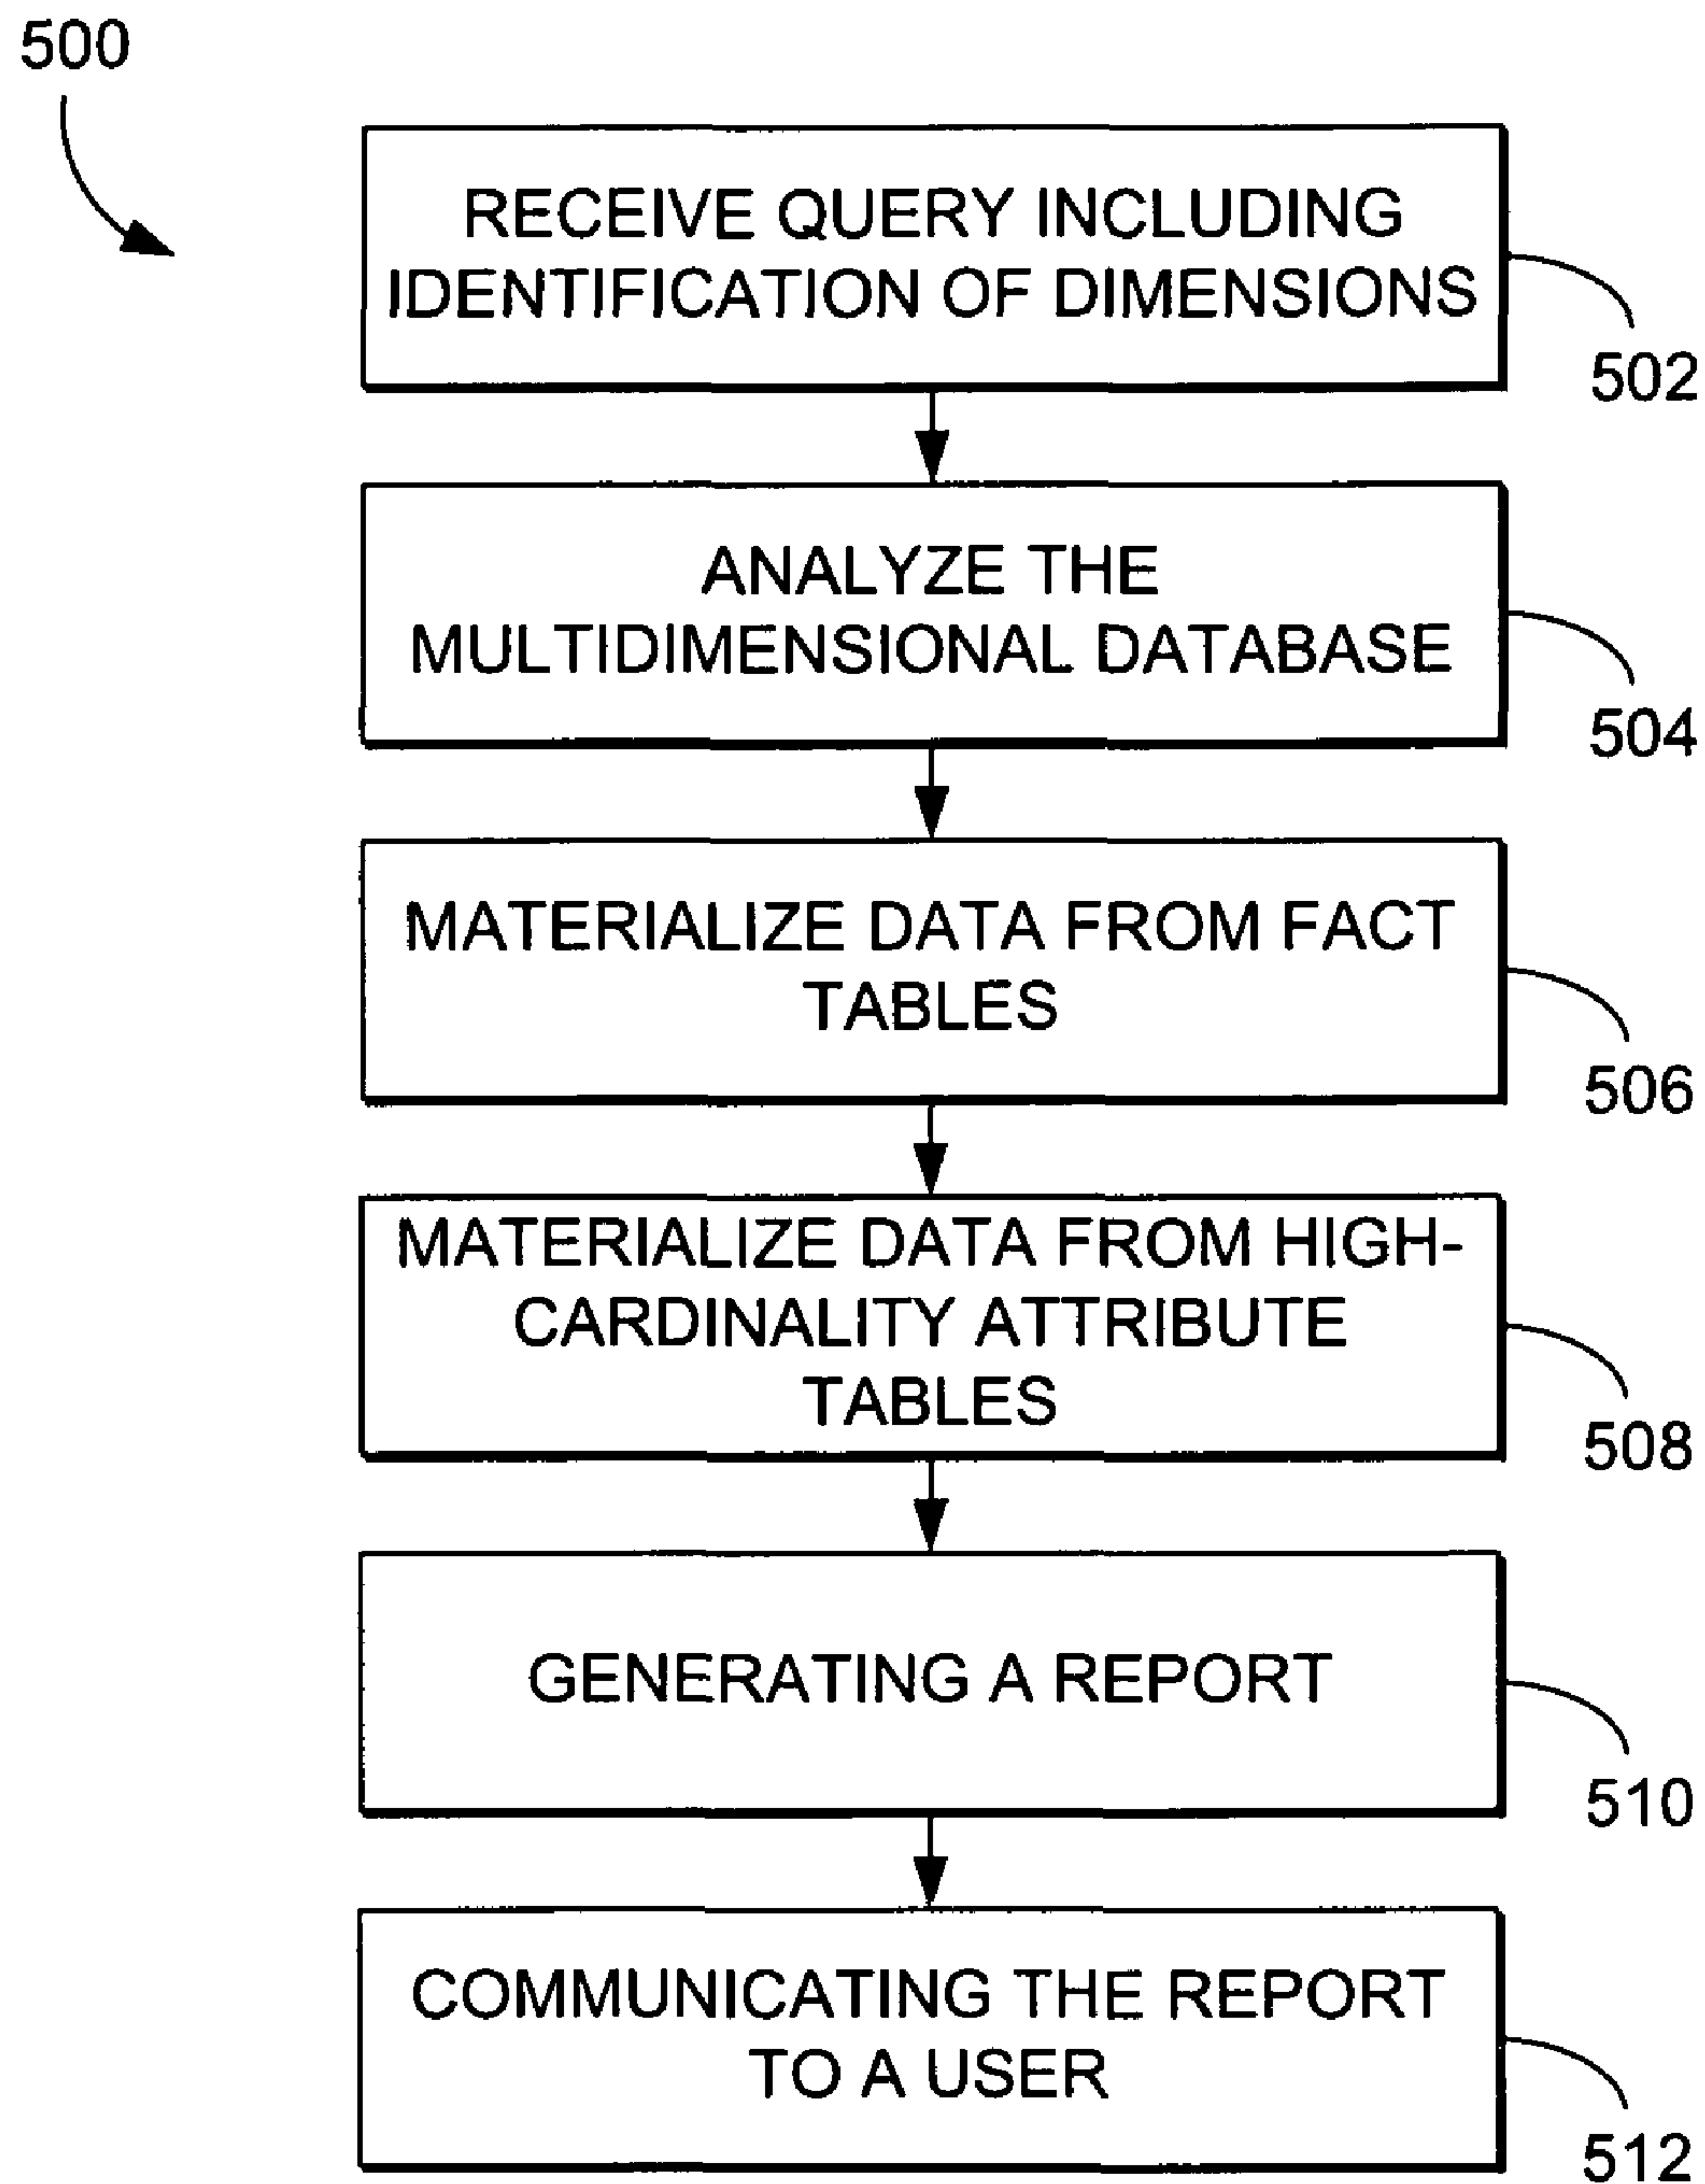 500
RECEIVE QUERY INCLUDING
IDENTIFICATION OF DIMENSIONS
502
ANALYZE THE
MULTIDIMENSIONAL DATABASE
504
MATERIALIZE DATA FROM FACT
TABLES
506
MATERIALIZE DATA FROM HIGH-
CARDINALITY ATTRIBUTE
TABLES
508
GENERATING A REPORT
510
COMMUNICATING THE REPORT
TO A USER
512